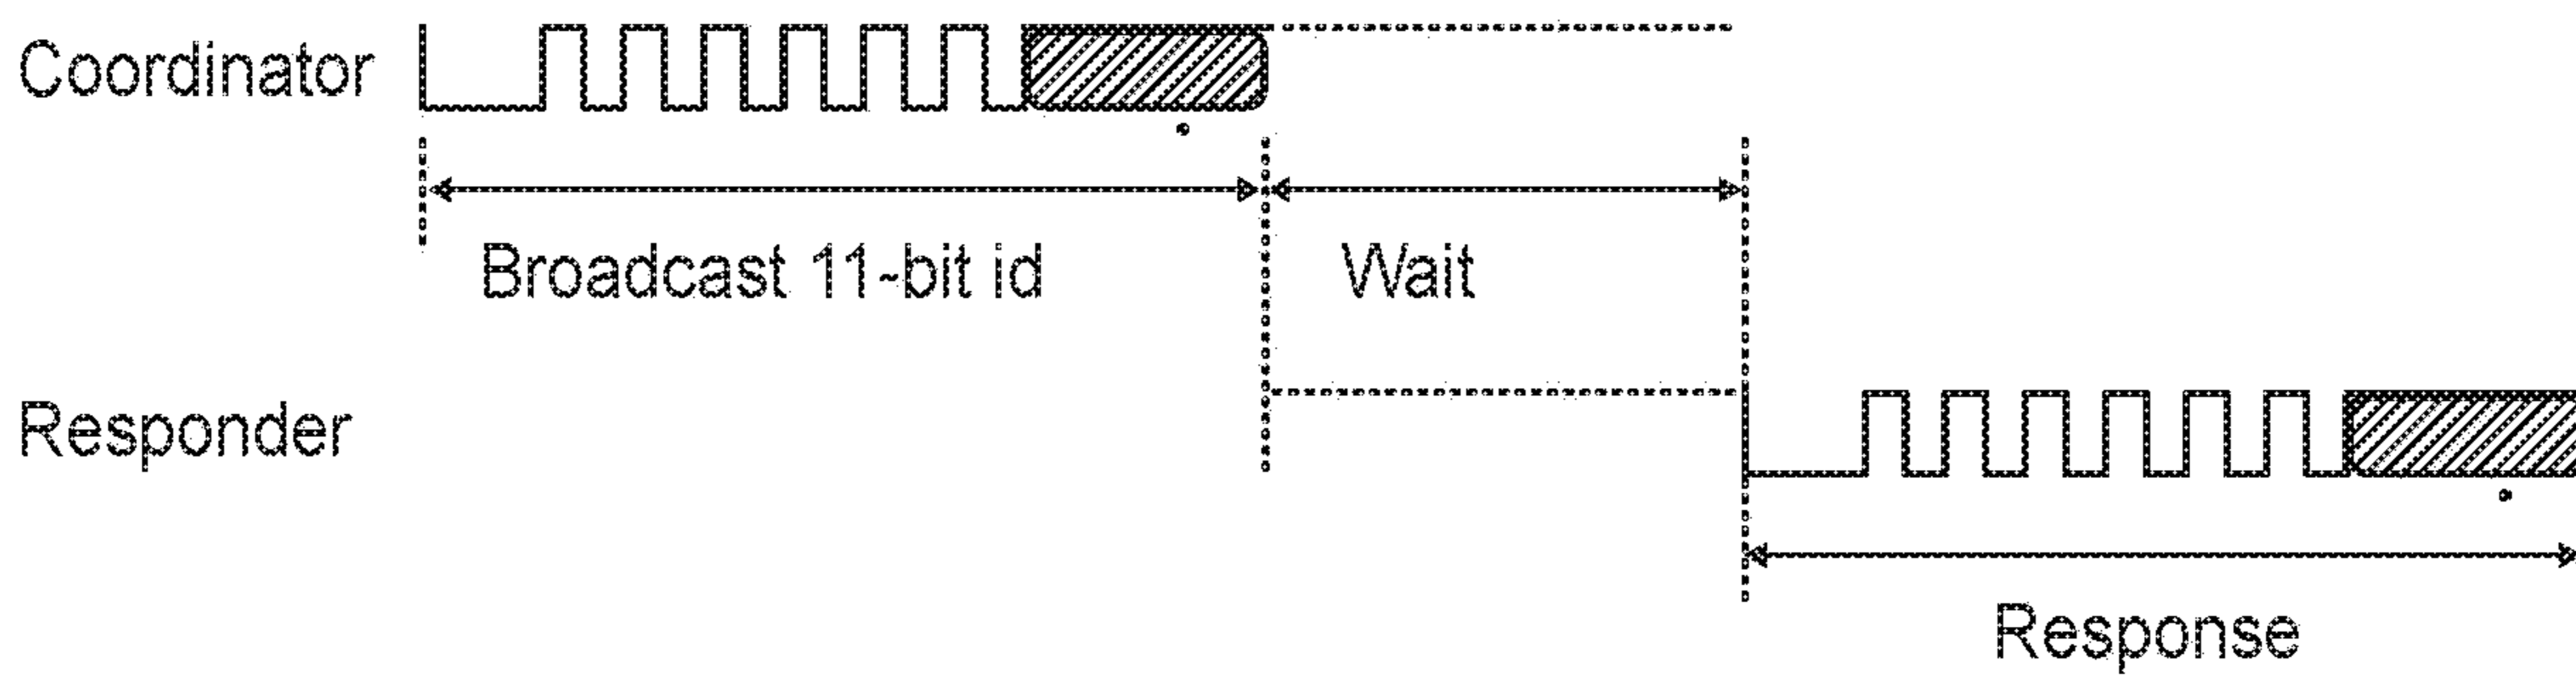 Coordinator
Broadcast 11-bit id
Wait
Responder
Response